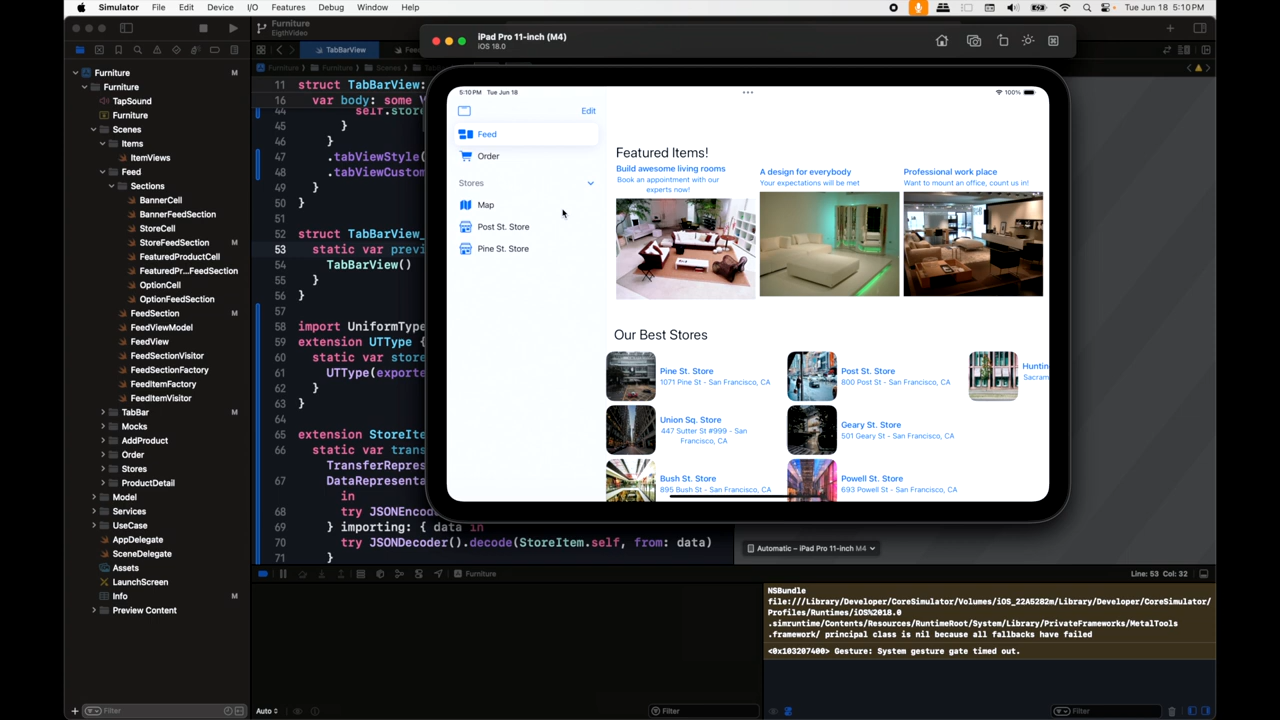 Simulator File Edit Device I/O Features Debug Window Help Tue Jun 18 5:10 PM
Furniture
EigthVideo
TabBarView
Furniture
Furniture
Scenes
iPad Pro 11-inch (M4)
iOS 18.0
Furniture M
Furniture
TapSound
Furniture
Scenes
Items
ItemViews
Feed
Sections
BannerCell
BannerFeedSection
StoreCell
StoreFeedSection M
FeaturedProductCell
FeaturedPr...FeedSection
OptionCell
OptionFeedSection
FeedSection M
FeedViewModel
FeedView
FeedSectionVisitor
FeedSectionFactory
FeedItemFactory
FeedItemVisitor
TabBar M
Mocks
AddProduct
Order
Stores
ProductDetail
Model
Services
UseCase
AppDelegate
SceneDelegate
Assets
LaunchScreen
Info M
Preview Content
Filter
11 struct TabBarView:
16 var body: some
44 self.stor
45 }
46 }
47 .tabViewStyle(
48 .tabViewCustom
49 }
50 }
51
52 struct TabBarView_
53 static var previ
54 TabBarView()
55 }
56 }
57
58 import UniformType
59 extension UTType {
60 static var store
61 UTType(exporte
62 }
63 }
64
65 extension StoreItem
66 static var trans
TransferRepres
67 DataRepresenta
in
68 try JSONEnco
69 } importing: { data in
70 try JSONDecoder().decode(StoreItem.self, from: data)
71 }
5:10 PM Tue Jun 18
100%
Edit
Feed
Order
Stores
Map
Post St. Store
Pine St. Store
Featured Items!
Build awesome living rooms
Book an appointment with our
experts now!
A design for everybody
Your expectations will be met
Professional work place
Want to mount an office, count us in!
Our Best Stores
Pine St. Store
1071 Pine St - San Francisco, CA
Post St. Store
800 Post St - San Francisco, CA
Huntin
Sacram
Union Sq. Store
447 Sutter St #999 - San
Francisco, CA
Geary St. Store
501 Geary St - San Francisco, CA
Bush St. Store
895 Bush St - San Francisco, CA
Powell St. Store
693 Powell St - San Francisco, CA
Automatic – iPad Pro 11-inch M4
Furniture
Line: 53 Col: 32
NSBundle
file:///Library/Developer/CoreSimulator/Volumes/iOS_22A5282m/Library/Developer/CoreSimulator/
Profiles/Runtimes/iOS%2018.0
.simruntime/Contents/Resources/RuntimeRoot/System/Library/PrivateFrameworks/MetalTools
.framework/ principal class is nil because all fallbacks have failed
<0x103207400> Gesture: System gesture gate timed out.
Auto
Filter
Filter